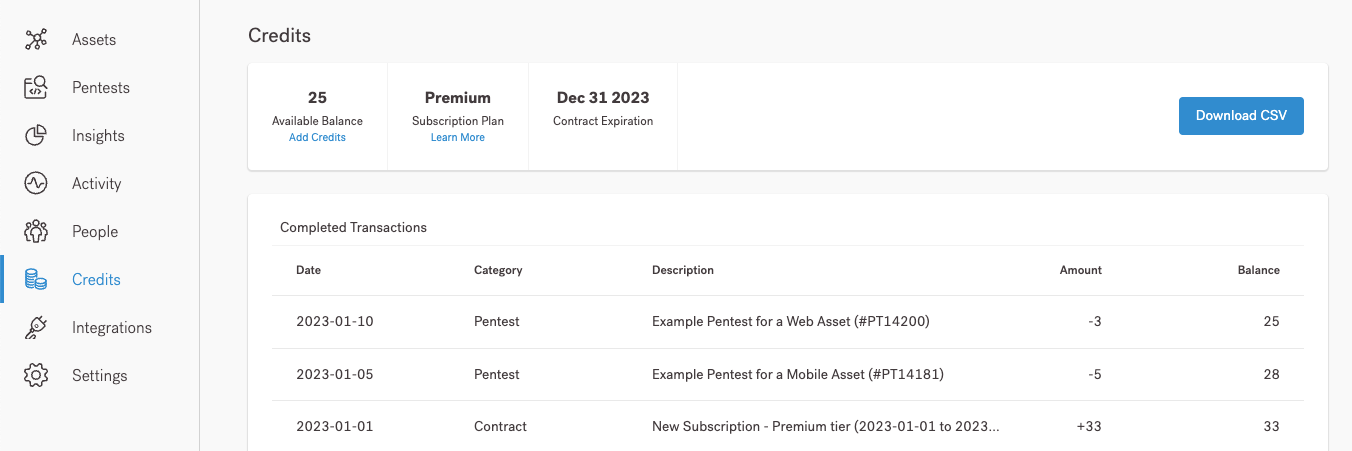 Assets
Pentests
Insights
Activity
People
Credits
Integrations
Settings
Credits
25 Premium Dec 31 2023
Available Balance Subscription Plan Contract Expiration
Add Credits Learn More
Download CSV
Completed Transactions
Date Category Description Amount Balance
2023-01-10 Pentest Example Pentest for a Web Asset (#PT14200) -3 25
2023-01-05 Pentest Example Pentest for a Mobile Asset (#PT14181) -5 28
2023-01-01 Contract New Subscription - Premium tier (2023-01-01 to 2023... +33 33